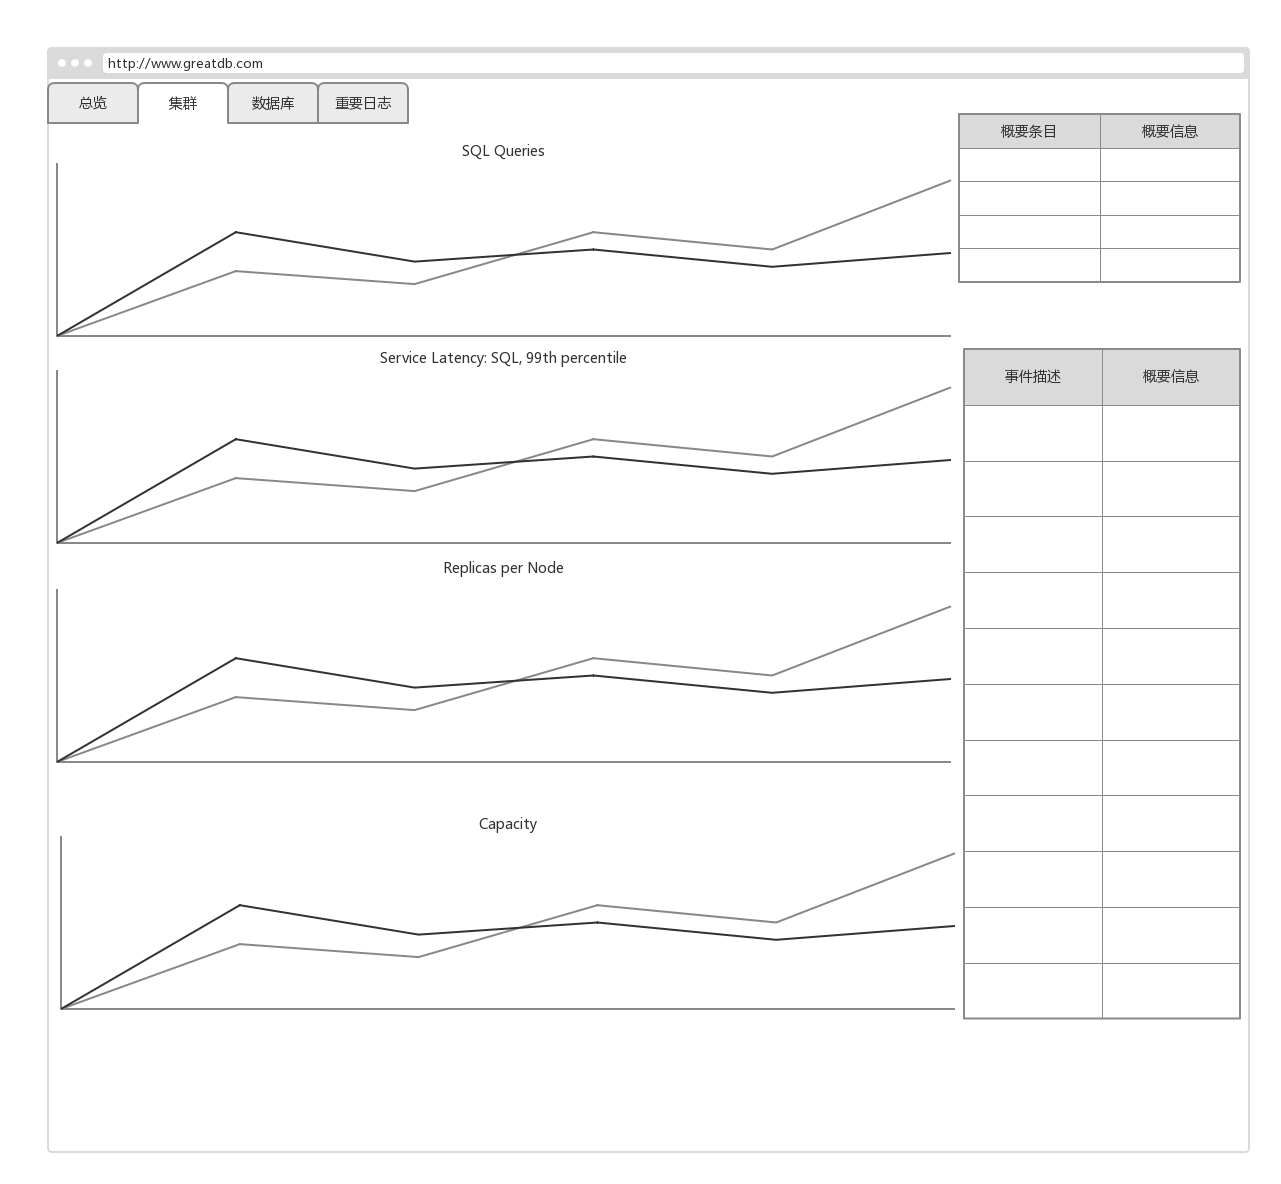 http://www.greatdb.com
总览 集群 数据库 重要日志
概要条目 概要信息
SQL Queries
Service Latency: SQL, 99th percentile
事件描述 概要信息
Replicas per Node
Capacity